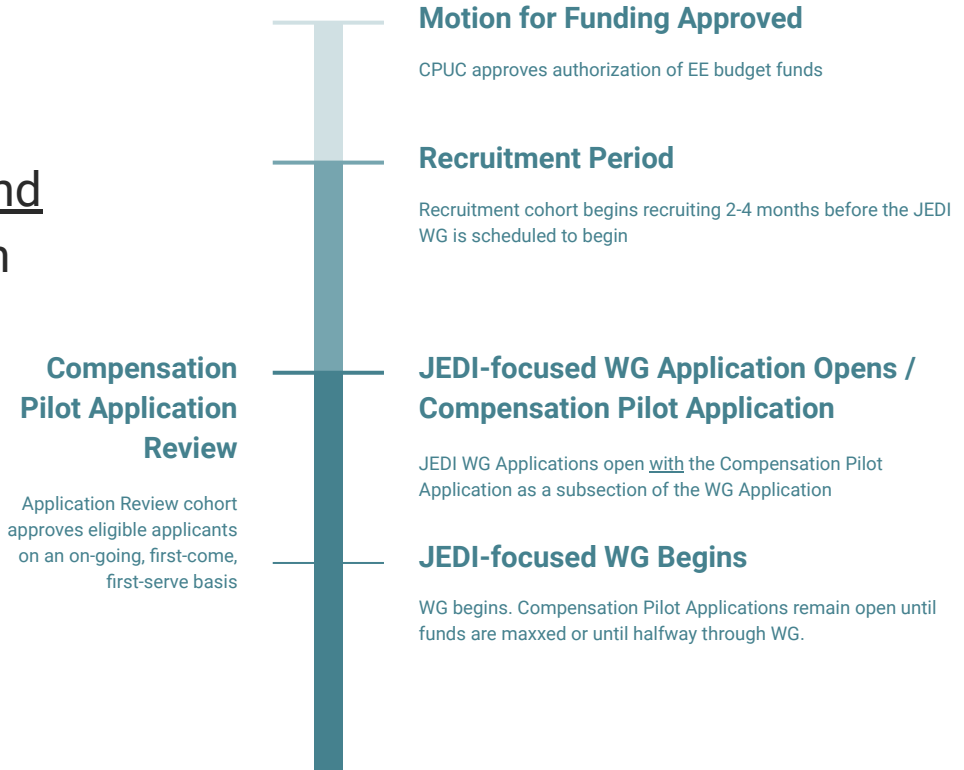 Motion for Funding Approved
CPUC approves authorization of EE budget funds
Recruitment Period
Recruitment cohort begins recruiting 2-4 months before the JEDI
WG is scheduled to begin
Compensation
Pilot Application
Review
Application Review cohort
approves eligible applicants
on an on-going, first-come,
first-serve basis
JEDI-focused WG Application Opens /
Compensation Pilot Application
JEDI WG Applications open with the Compensation Pilot
Application as a subsection of the WG Application
JEDI-focused WG Begins
WG begins. Compensation Pilot Applications remain open until
funds are maxxed or until halfway through WG.